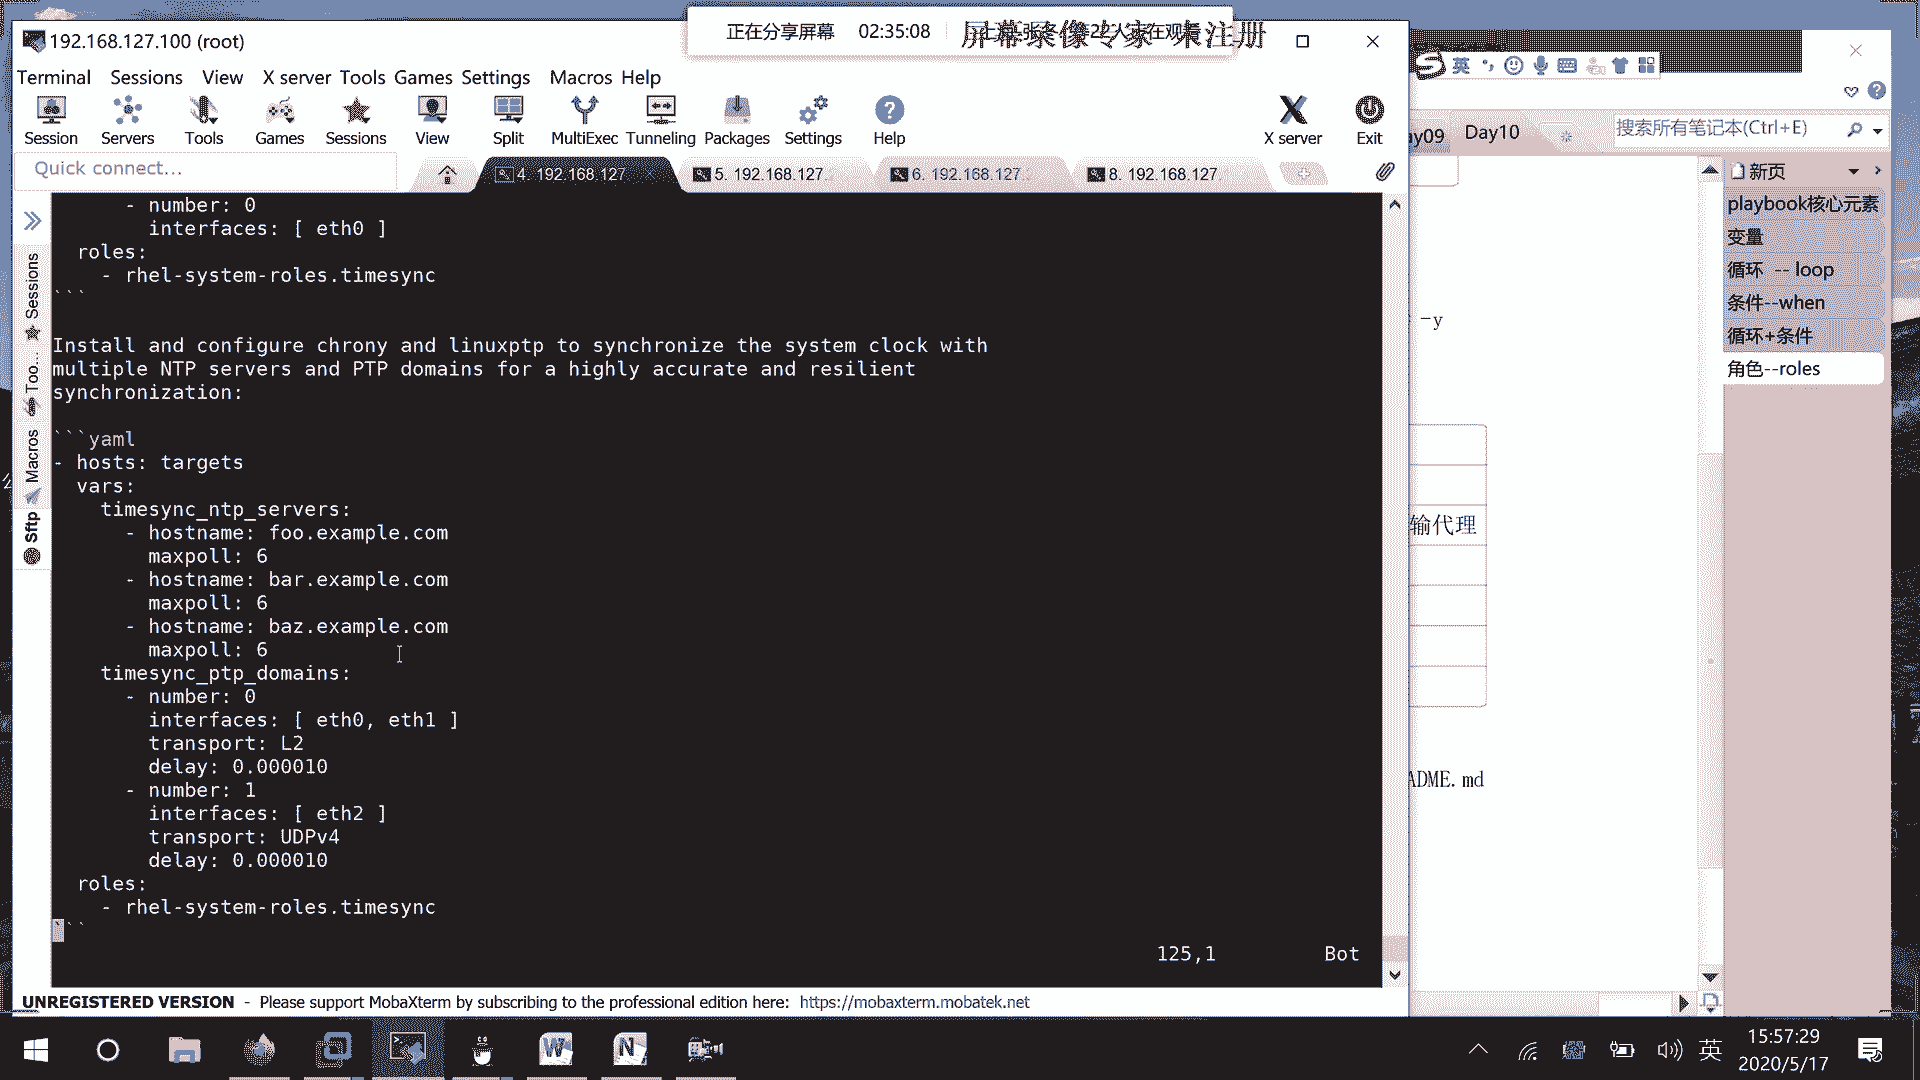 192.168.127.100 (root)
正在分享屏幕 02:35:08
屏幕录像专家 未注册
Terminal Sessions View X server Tools Games Settings Macros Help
Session Servers Tools Games Sessions View Split MultiExec Tunneling Packages Settings Help X server Exit
Quick connect...
4. 192.168.127
5. 192.168.127.
6. 192.168.127.
8. 192.168.127.
Sessions
Too...
Macros
Sftp
- number: 0
interfaces: [ eth0 ]
roles:
- rhel-system-roles.timesync
```
Install and configure chrony and linuxptp to synchronize the system clock with
multiple NTP servers and PTP domains for a highly accurate and resilient
synchronization:
```yaml
- hosts: targets
vars:
timesync_ntp_servers:
- hostname: foo.example.com
maxpoll: 6
- hostname: bar.example.com
maxpoll: 6
- hostname: baz.example.com
maxpoll: 6
timesync_ptp_domains:
- number: 0
interfaces: [ eth0, eth1 ]
transport: L2
delay: 0.000010
- number: 1
interfaces: [ eth2 ]
transport: UDPv4
delay: 0.000010
roles:
- rhel-system-roles.timesync
```
125,1 Bot
UNREGISTERED VERSION - Please support MobaXterm by subscribing to the professional edition here: https://mobaxterm.mobatek.net
英
ay09 Day10
搜索所有笔记本(Ctrl+E)
新页
playbook核心元素
变量
循环 -- loop
条件--when
循环+条件
角色--roles
-y
输代理
ADME.md
英
15:57:29
2020/5/17